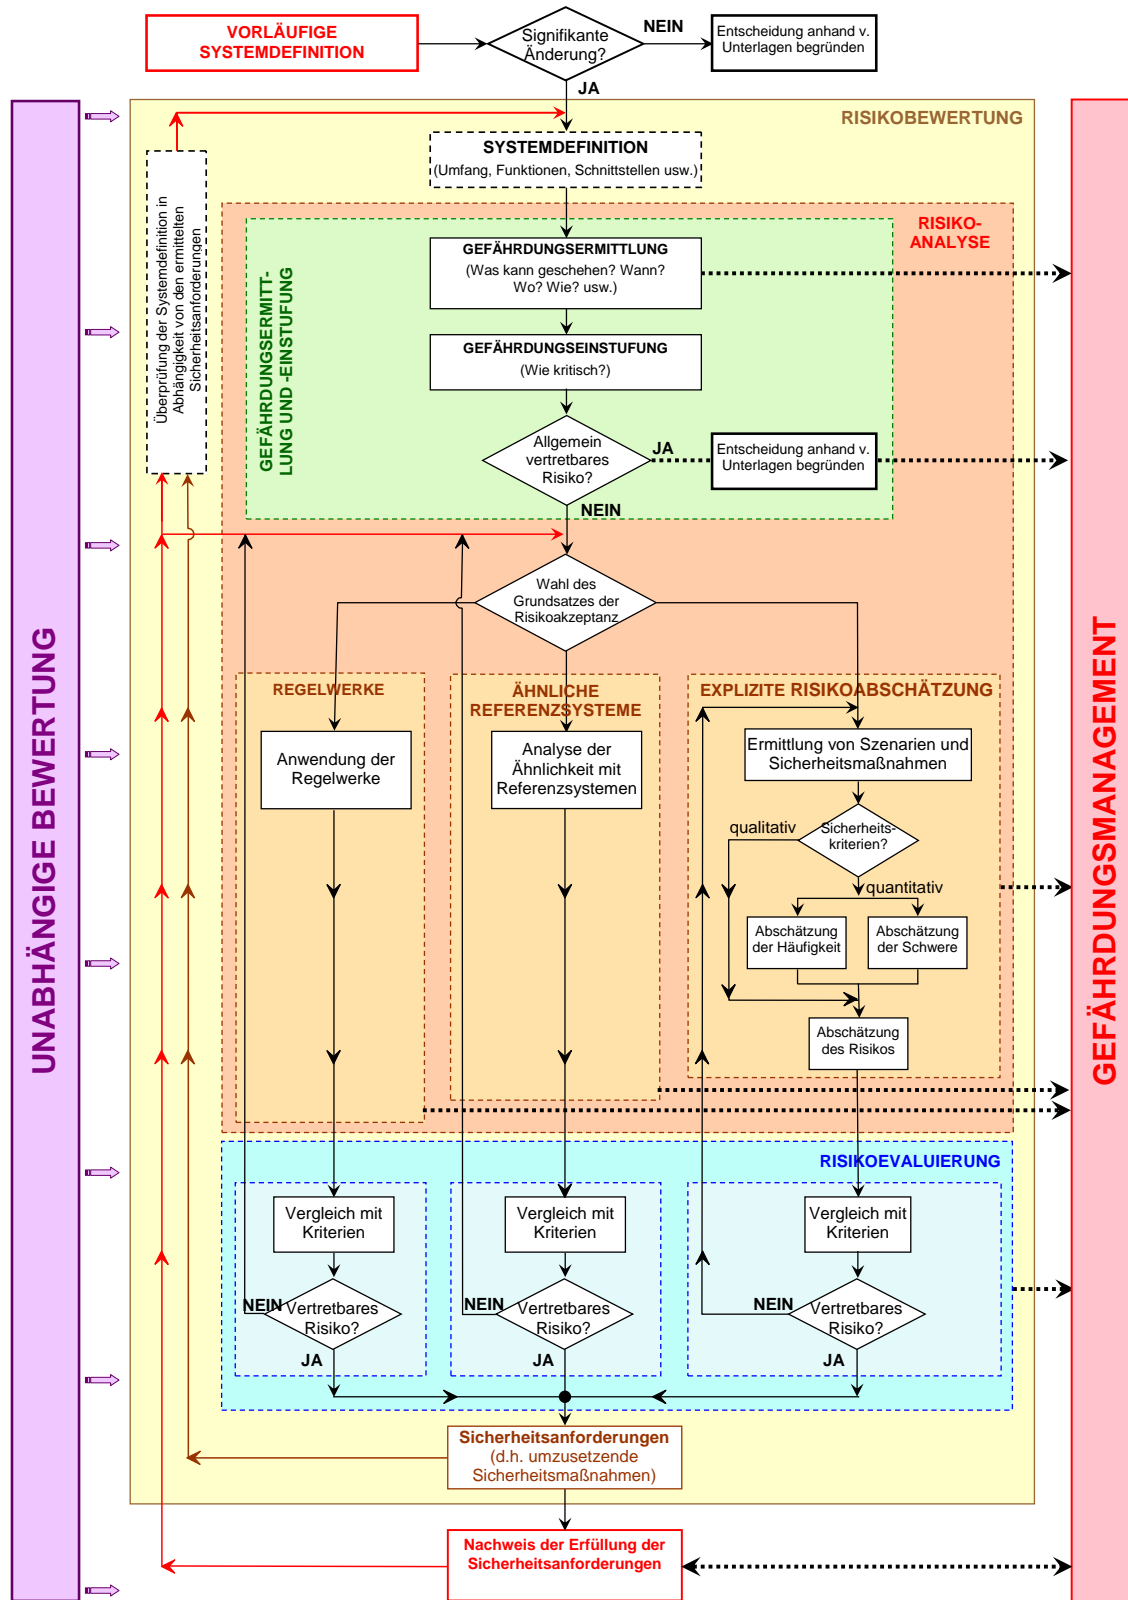 VORLÄUFIGE
SYSTEMDEFINITION
Signifikante
Änderung?
NEIN
Entscheidung anhand v.
Unterlagen begründen
JA
RISIKOBEWERTUNG
SYSTEMDEFINITION
(Umfang, Funktionen, Schnittstellen usw.)
Überprüfung der Systemdefinition in
Abhängigkeit von den ermittelten
Sicherheitsanforderungen
RISIKO-
ANALYSE
GEFÄHRDUNGSERMITT-
LUNG UND -EINSTUFUNG
GEFÄHRDUNGSERMITTLUNG
(Was kann geschehen? Wann?
Wo? Wie? usw.)
GEFÄHRDUNGSEINSTUFUNG
(Wie kritisch?)
Allgemein
vertretbares
Risiko?
JA
Entscheidung anhand v.
Unterlagen begründen
NEIN
Wahl des
Grundsatzes der
Risikoakzeptanz
UNABHÄNGIGE BEWERTUNG
GEFÄHRDUNGSMANAGEMENT
REGELWERKE
Anwendung der
Regelwerke
ÄHNLICHE
REFERENZSYSTEME
Analyse der
Ähnlichkeit mit
Referenzsystemen
EXPLIZITE RISIKOABSCHÄTZUNG
Ermittlung von Szenarien und
Sicherheitsmaßnahmen
qualitativ
Sicherheits-
kriterien?
quantitativ
Abschätzung
der Häufigkeit
Abschätzung
der Schwere
Abschätzung
des Risikos
RISIKOEVALUIERUNG
Vergleich mit
Kriterien
Vergleich mit
Kriterien
Vergleich mit
Kriterien
NEIN
Vertretbares
Risiko?
JA
NEIN
Vertretbares
Risiko?
JA
NEIN
Vertretbares
Risiko?
JA
Sicherheitsanforderungen
(d.h. umzusetzende
Sicherheitsmaßnahmen)
Nachweis der Erfüllung der
Sicherheitsanforderungen